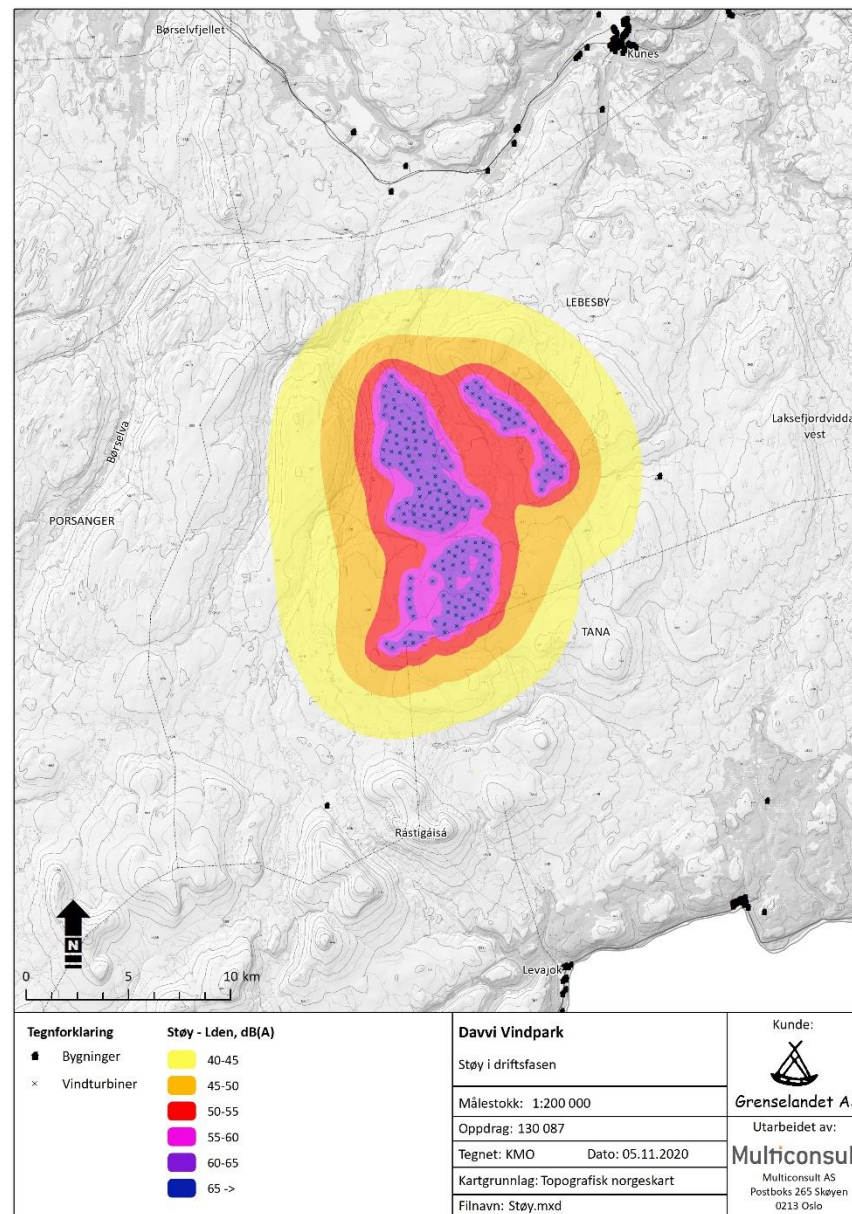 Børselvfjellet
Kunes
LEBESBY
Laksefjordvidda
vest
Børselva
PORSANGER
TANA
Rástigáisá
N
0 5 10 km
Levajok
Tegnforklaring
Bygninger
Vindturbiner
Støy - Lden, dB(A)
40-45
45-50
50-55
55-60
60-65
65 ->
Davvi Vindpark
Støy i driftsfasen
Målestokk: 1:200 000
Oppdrag: 130 087
Tegnet: KMO Dato: 05.11.2020
Kartgrunnlag: Topografisk norgeskart
Filnavn: Støy.mxd
Kunde:
Grenselandet A
Utarbeidet av:
Multiconsul
Multiconsult AS
Postboks 265 Skøyen
0213 Oslo